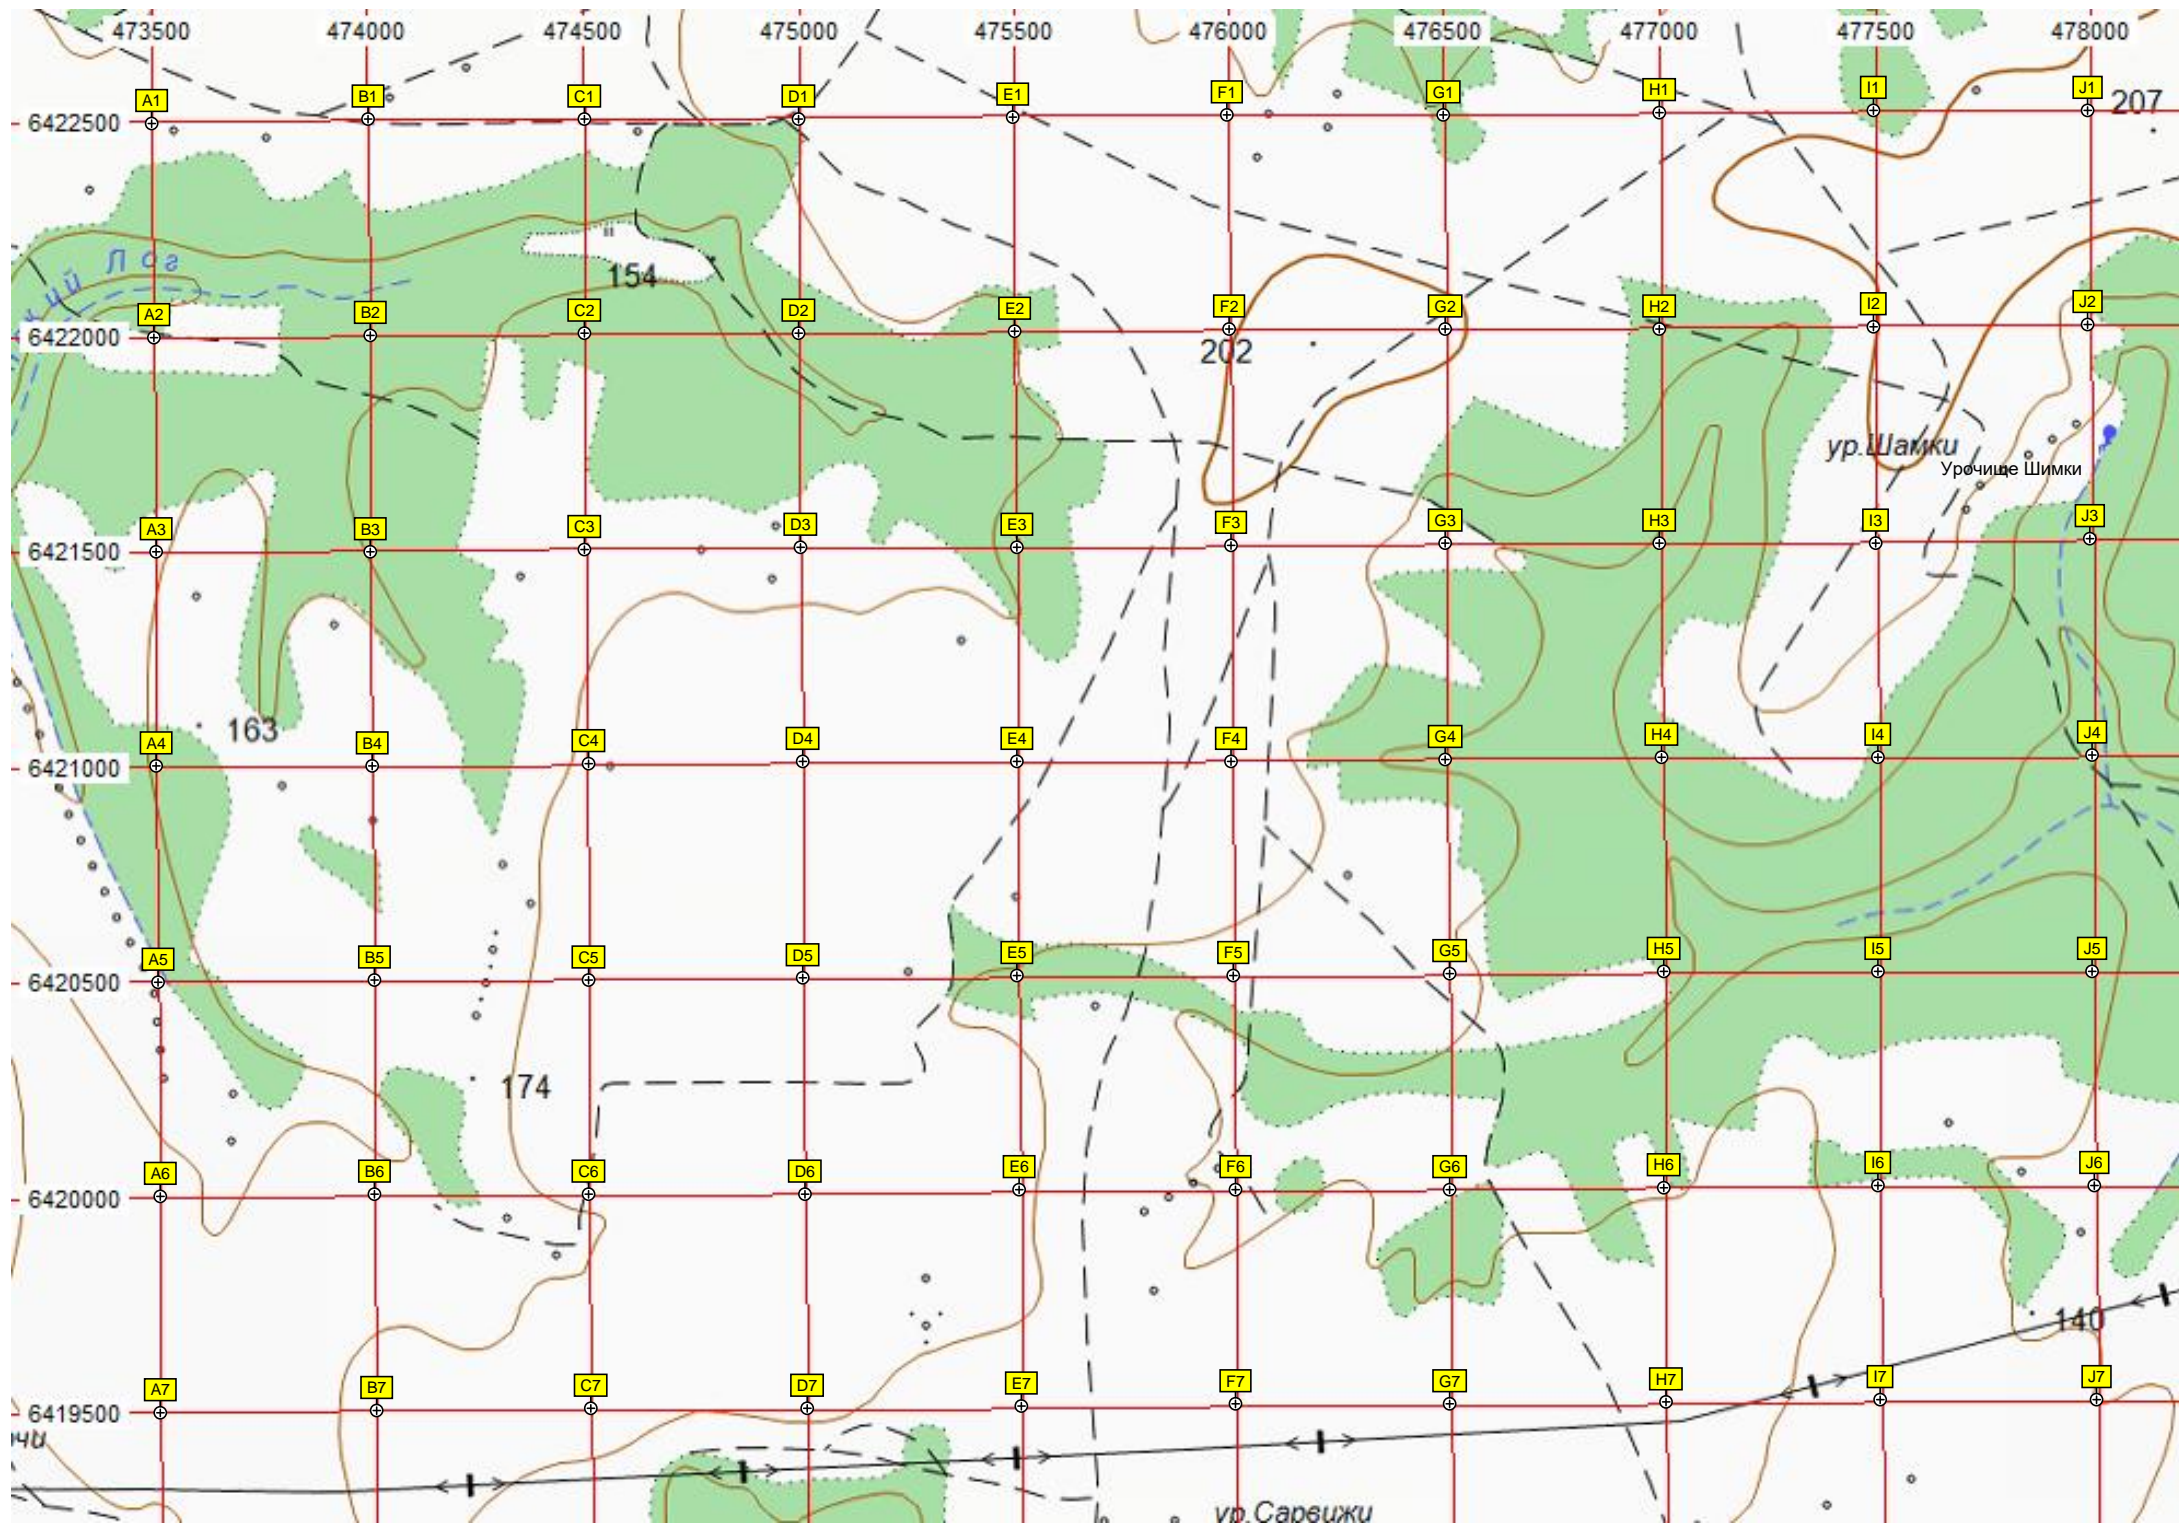 473500 474000 474500 475000 475500 476000 476500 477000 477500 478000
A1 B1 C1 D1 E1 F1 G1 H1 I1 J1
207
6422500
Лог
154
A2 B2 C2 D2 E2 F2 G2 H2 I2 J2
6422000
202
ур.Шамки
Урочище Шимки
A3 B3 C3 D3 E3 F3 G3 H3 I3 J3
6421500
163
A4 B4 C4 D4 E4 F4 G4 H4 I4 J4
6421000
A5 B5 C5 D5 E5 F5 G5 H5 I5 J5
6420500
174
A6 B6 C6 D6 E6 F6 G6 H6 I6 J6
6420000
140
A7 B7 C7 D7 E7 F7 G7 H7 I7 J7
6419500
ур.Сарвижи